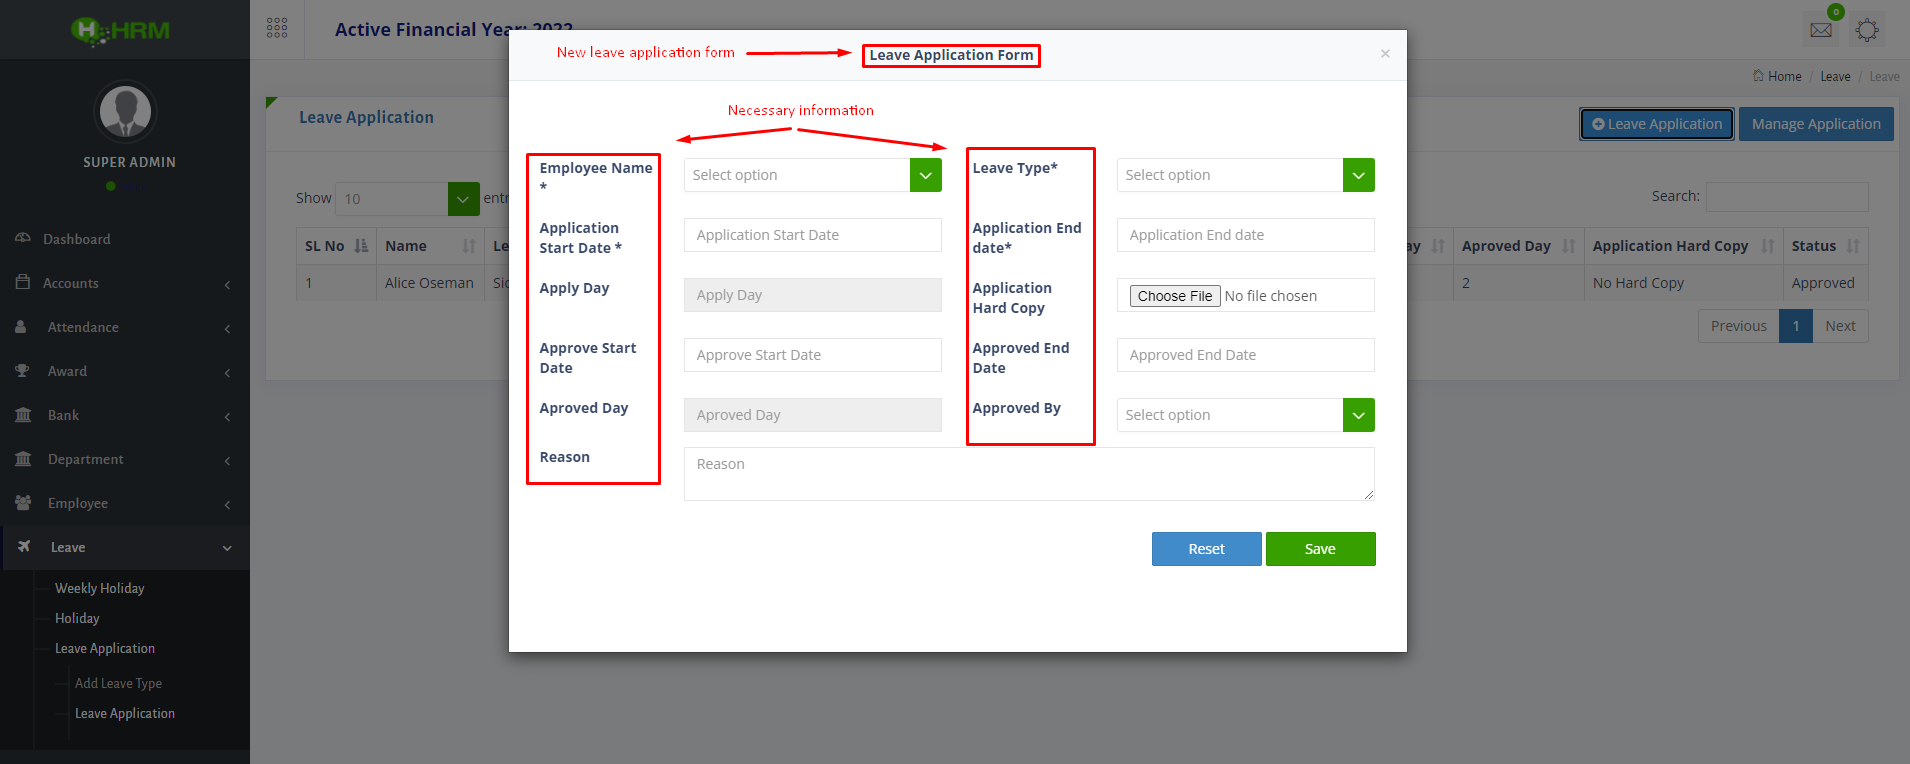 HRM
Active Financial Year: 2022
0
New leave application form
Leave Application Form
×
Home / Leave / Leave
SUPER ADMIN
Leave Application
Leave Application
Manage Application
Necessary information
Show 10
Search:
SL No Name
Aproved Day Application Hard Copy Status
1 Alice Oseman
2 No Hard Copy Approved
Previous 1 Next
Employee Name
*
Select option
Leave Type*
Select option
Application
Start Date *
Application Start Date
Application End
date*
Application End date
Apply Day
Apply Day
Application
Hard Copy
Choose File No file chosen
Approve Start
Date
Approve Start Date
Approved End
Date
Approved End Date
Aproved Day
Aproved Day
Approved By
Select option
Reason
Reason
Reset
Save
Dashboard
Accounts
Attendance
Award
Bank
Department
Employee
Leave
Weekly Holiday
Holiday
Leave Application
Add Leave Type
Leave Application